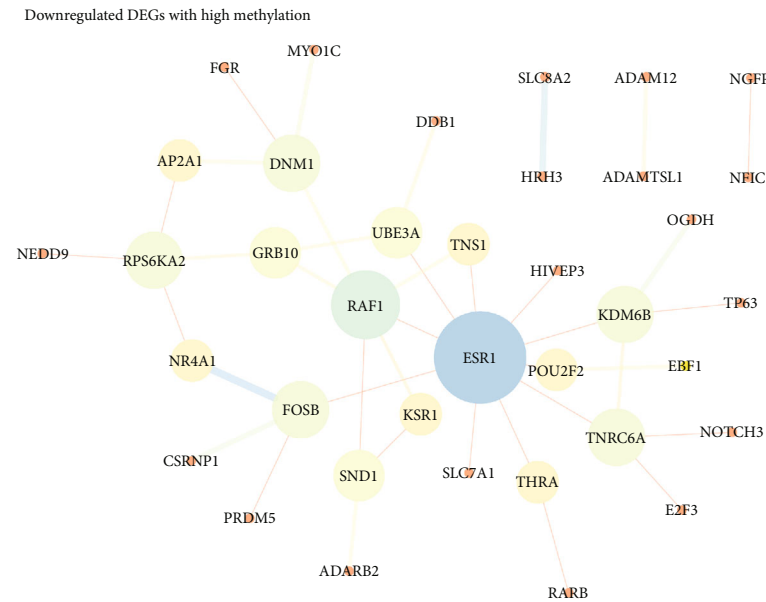 Downregulated DEGs with high methylation
MYO1C
FGR
SLC8A2
ADAM12
DDB1
AP2A1
DNM1
HRH3
ADAMTSL1
NFIC
OGDH
UBE3A
TNS1
NEDD9
RPS6KA2
GRB10
HIVEP3
RAF1
TP63
KDM6B
NR4A1
ESR1
POU2F2
EBF1
FOSB
KSR1
TNRC6A
NOTCH3
CSRNP1
SND1
SLC7A1
THRA
PRDM5
E2F3
ADARB2
RARB